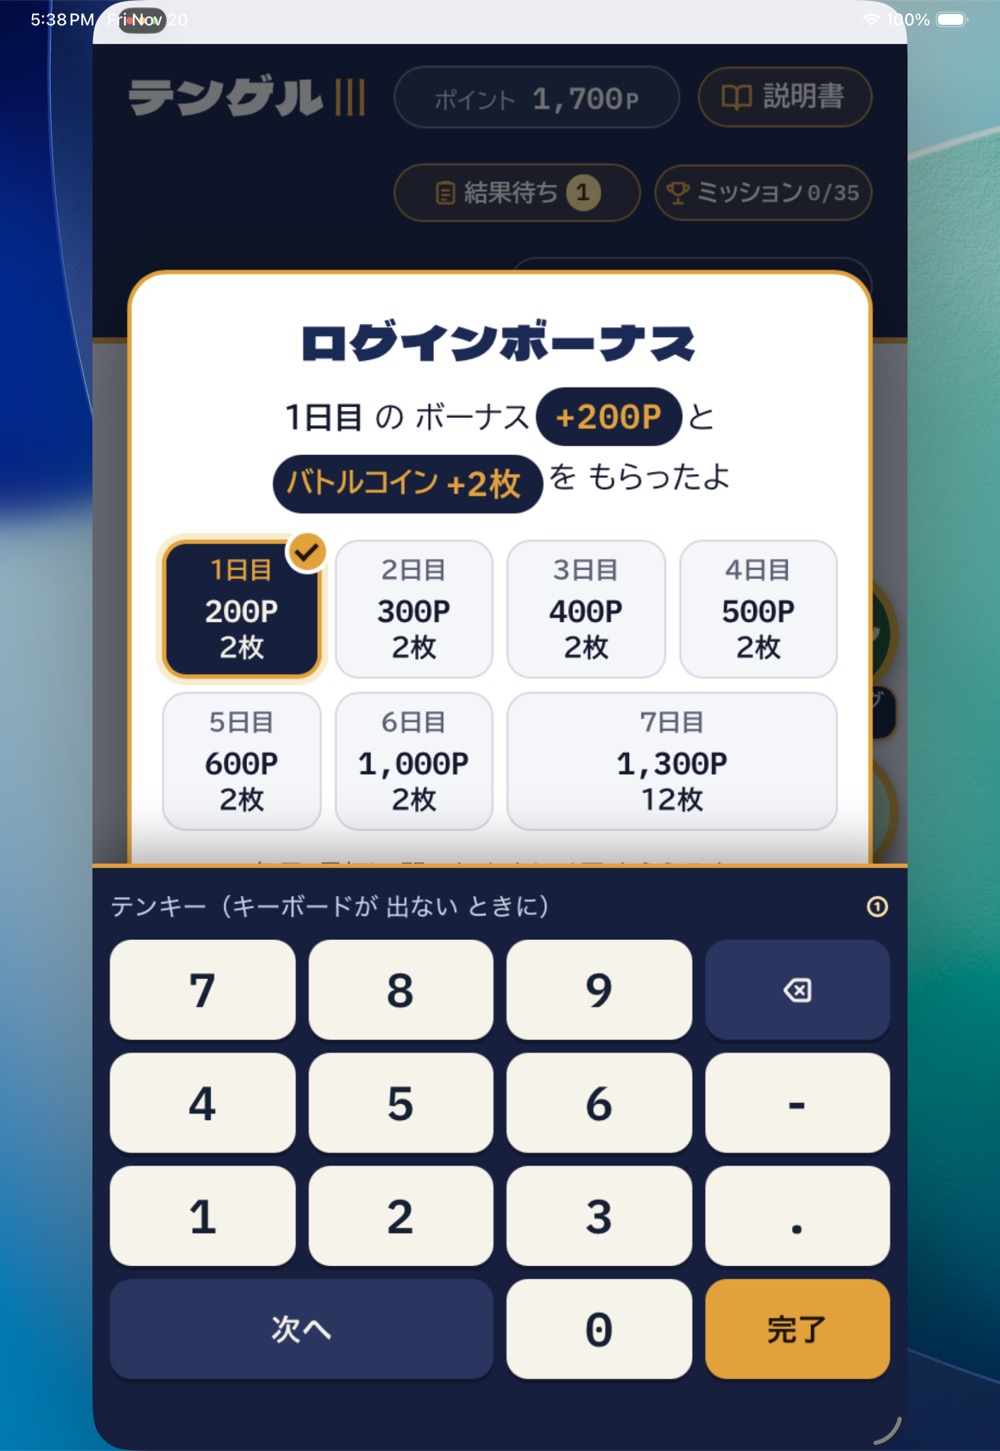 5:38 PM Fri Nov 20
100%
テンゲル
ポイント 1,700P
説明書
結果待ち 1
ミッション 0/35
ログインボーナス
1日目 の ボーナス +200P と
バトルコイン +2枚 を もらったよ
1日目
200P
2枚
2日目
300P
2枚
3日目
400P
2枚
4日目
500P
2枚
5日目
600P
2枚
6日目
1,000P
2枚
7日目
1,300P
12枚
テンキー（キーボードが 出ない ときに）
1
7
8
9
4
5
6
-
1
2
3
.
次へ
0
完了